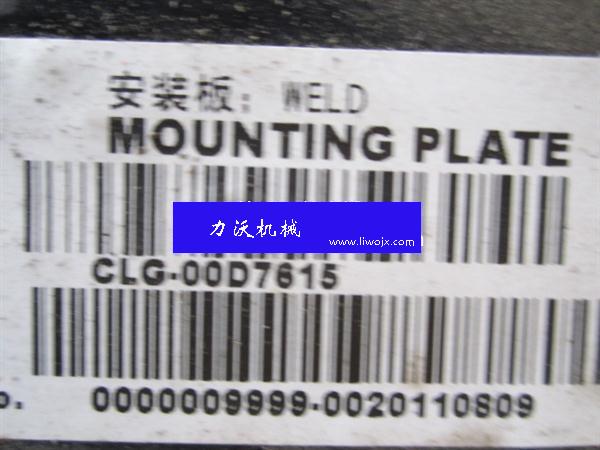 安装板: WELD
MOUNTING PLATE
力沃机械
www.liwojx.com
CLG-00D7615
o. 0000009999-0020110809